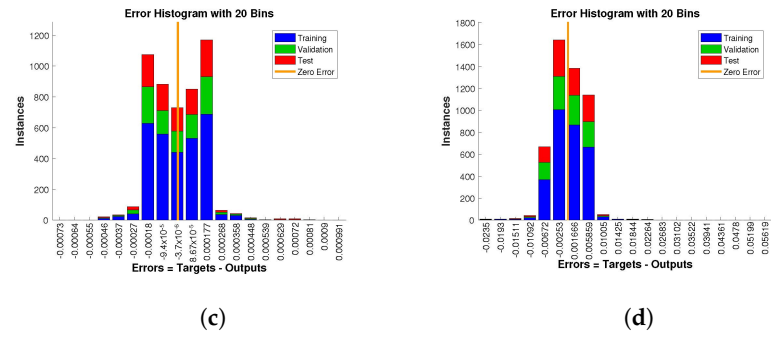 Error Histogram with 20 Bins
Training
Validation
Test
Zero Error
Instances
1200
1000
800
600
400
200
0
-0.00073
-0.00064
-0.00055
-0.00046
-0.00037
-0.00027
-0.00018
-9.4x10⁻⁵
-3.7x10⁻⁶
8.67x10⁻⁵
0.000177
0.000268
0.000358
0.000448
0.000539
0.000629
0.00072
0.00081
0.0009
0.000991
Errors = Targets - Outputs
(c)
Error Histogram with 20 Bins
Training
Validation
Test
Zero Error
Instances
1800
1600
1400
1200
1000
800
600
400
200
0
-0.0235
-0.0193
-0.01511
-0.01092
-0.00672
-0.00253
0.001666
0.005859
0.01005
0.01425
0.01844
0.02264
0.02683
0.03102
0.03522
0.03941
0.04361
0.0478
0.05199
0.05619
Errors = Targets - Outputs
(d)